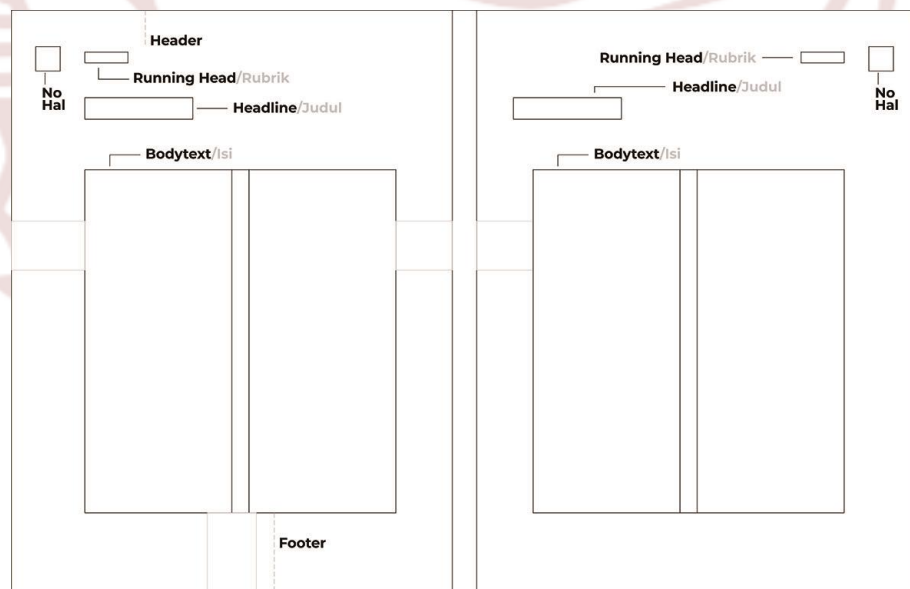 Header
Running Head/Rubrik
No
Hal
Headline/Judul
Bodytext/Isi
Footer
Running Head/Rubrik
Headline/Judul
No
Hal
Bodytext/Isi